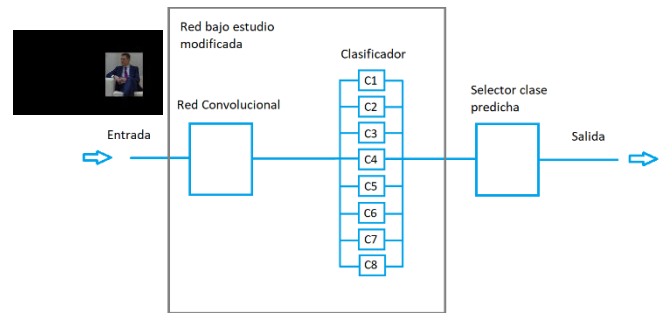 Red bajo estudio
modificada
Clasificador
Red Convolucional
Entrada
C1
C2
C3
C4
C5
C6
C7
C8
Selector clase
predicha
Salida